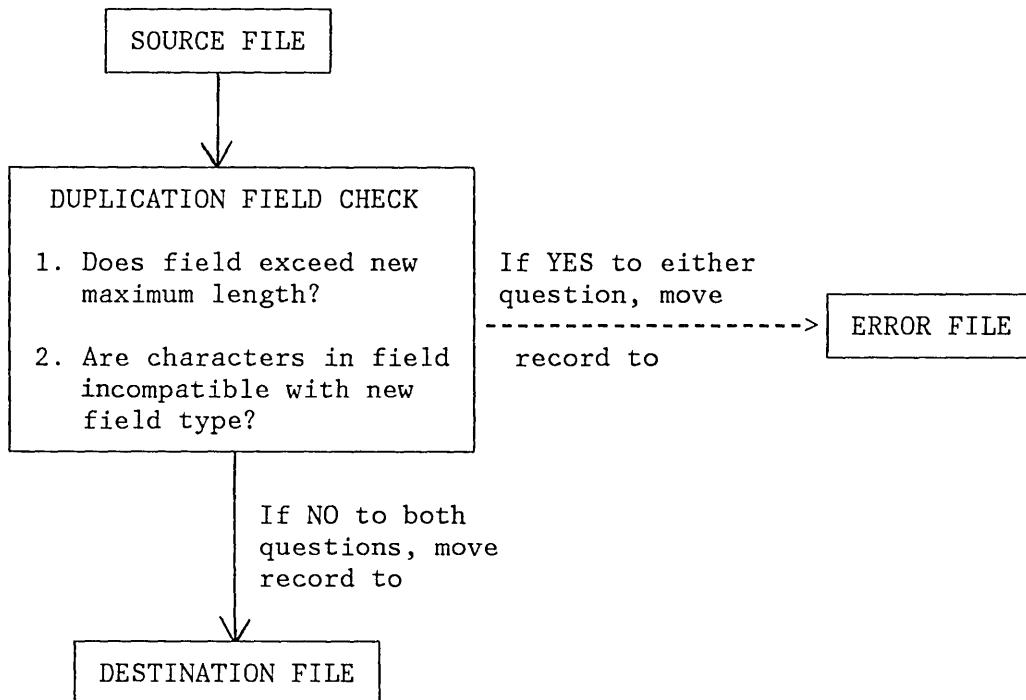 SOURCE FILE
DUPLICATION FIELD CHECK
1. Does field exceed new
maximum length?
2. Are characters in field
incompatible with new
field type?
If YES to either
question, move
record to
ERROR FILE
If NO to both
questions, move
record to
DESTINATION FILE